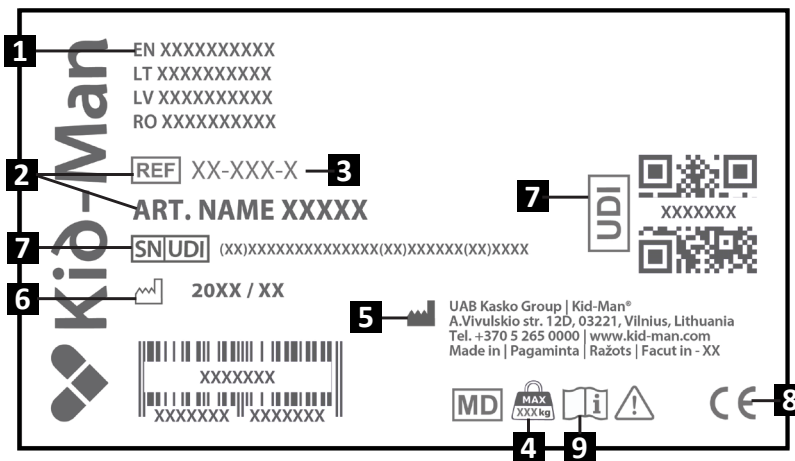 1
EN XXXXXXXXXX
LT XXXXXXXXXX
LV XXXXXXXXXX
RO XXXXXXXXXX
Kið-Man
2
REF XX-XXX-X
3
ART. NAME XXXXX
7
SN UDI (XX)XXXXXXXXXXXXXX(XX)XXXXXX(XX)XXXX
7
UDI
XXXXXXX
6
20XX / XX
5
UAB Kasko Group | Kid-Man®
A.Vivulskio str. 12D, 03221, Vilnius, Lithuania
Tel. +370 5 265 0000 | www.kid-man.com
Made in | Pagaminta | Ražots | Facut in - XX
XXXXXXX
XXXXXXX XXXXXXX
MD
MAX
XXX kg
i
CE
8
4
9